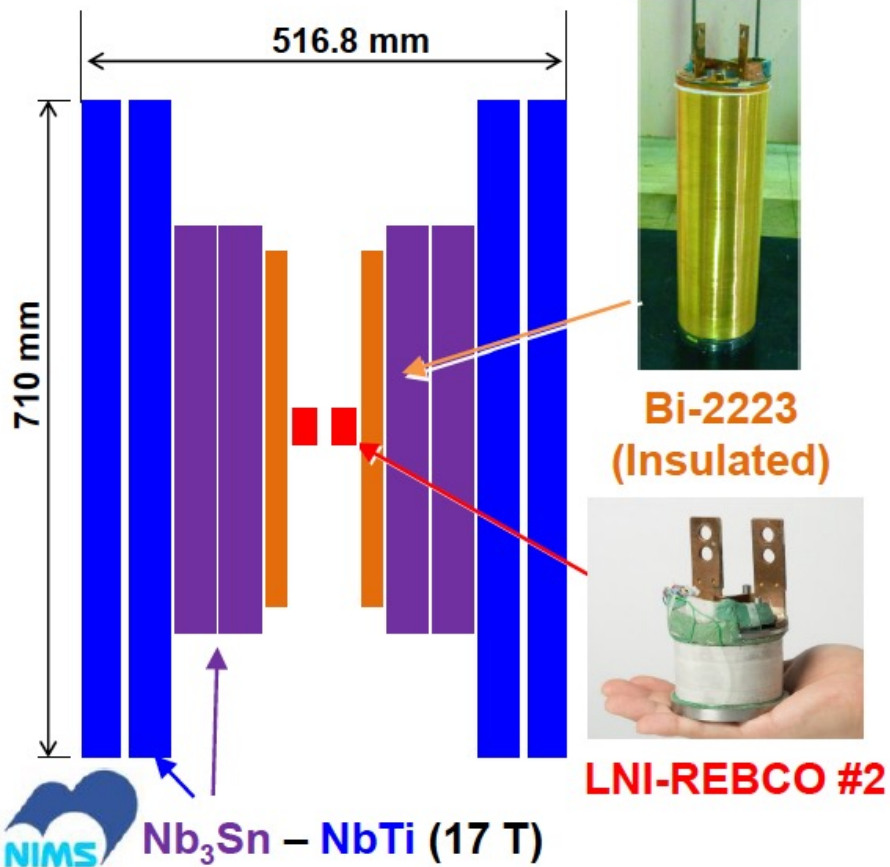 516.8 mm
710 mm
Bi-2223
(Insulated)
LNI-REBCO #2
NIMS
Nb₃Sn – NbTi (17 T)